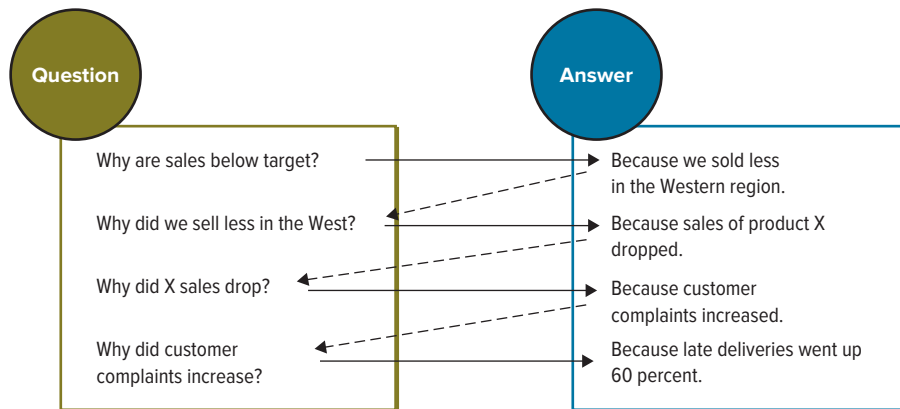 Question
Answer
Why are sales below target?
Because we sold less
in the Western region.
Why did we sell less in the West?
Because sales of product X
dropped.
Why did X sales drop?
Because customer
complaints increased.
Why did customer
complaints increase?
Because late deliveries went up
60 percent.